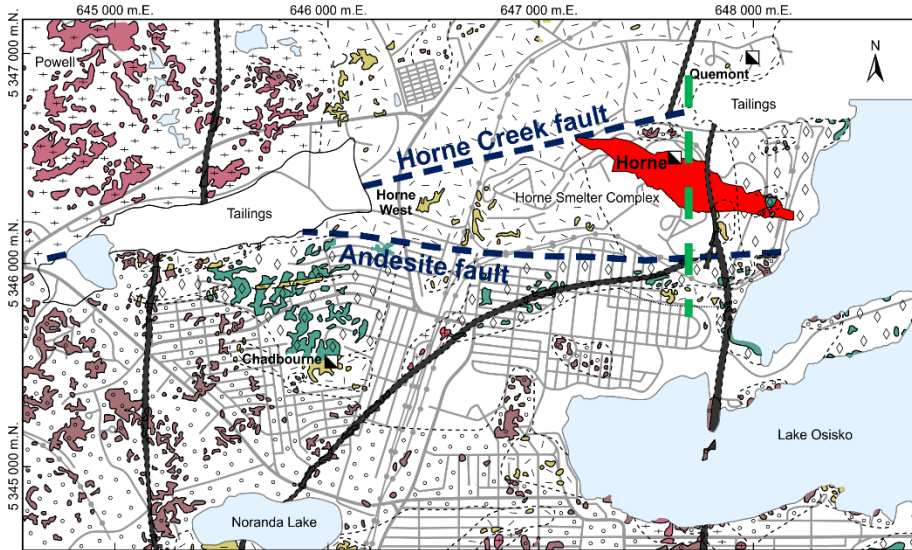 645 000 m.E.
646 000 m.E.
647 000 m.E.
648 000 m.E.
5 347 000 m.N.
Powell
Quemont
N
Tailings
Horne Creek fault
Horne
Horne
West
Horne Smelter Complex
Tailings
5 346 000 m.N.
Andesite fault
Chadbourne
Lake Osisko
5 345 000 m.N.
Noranda Lake